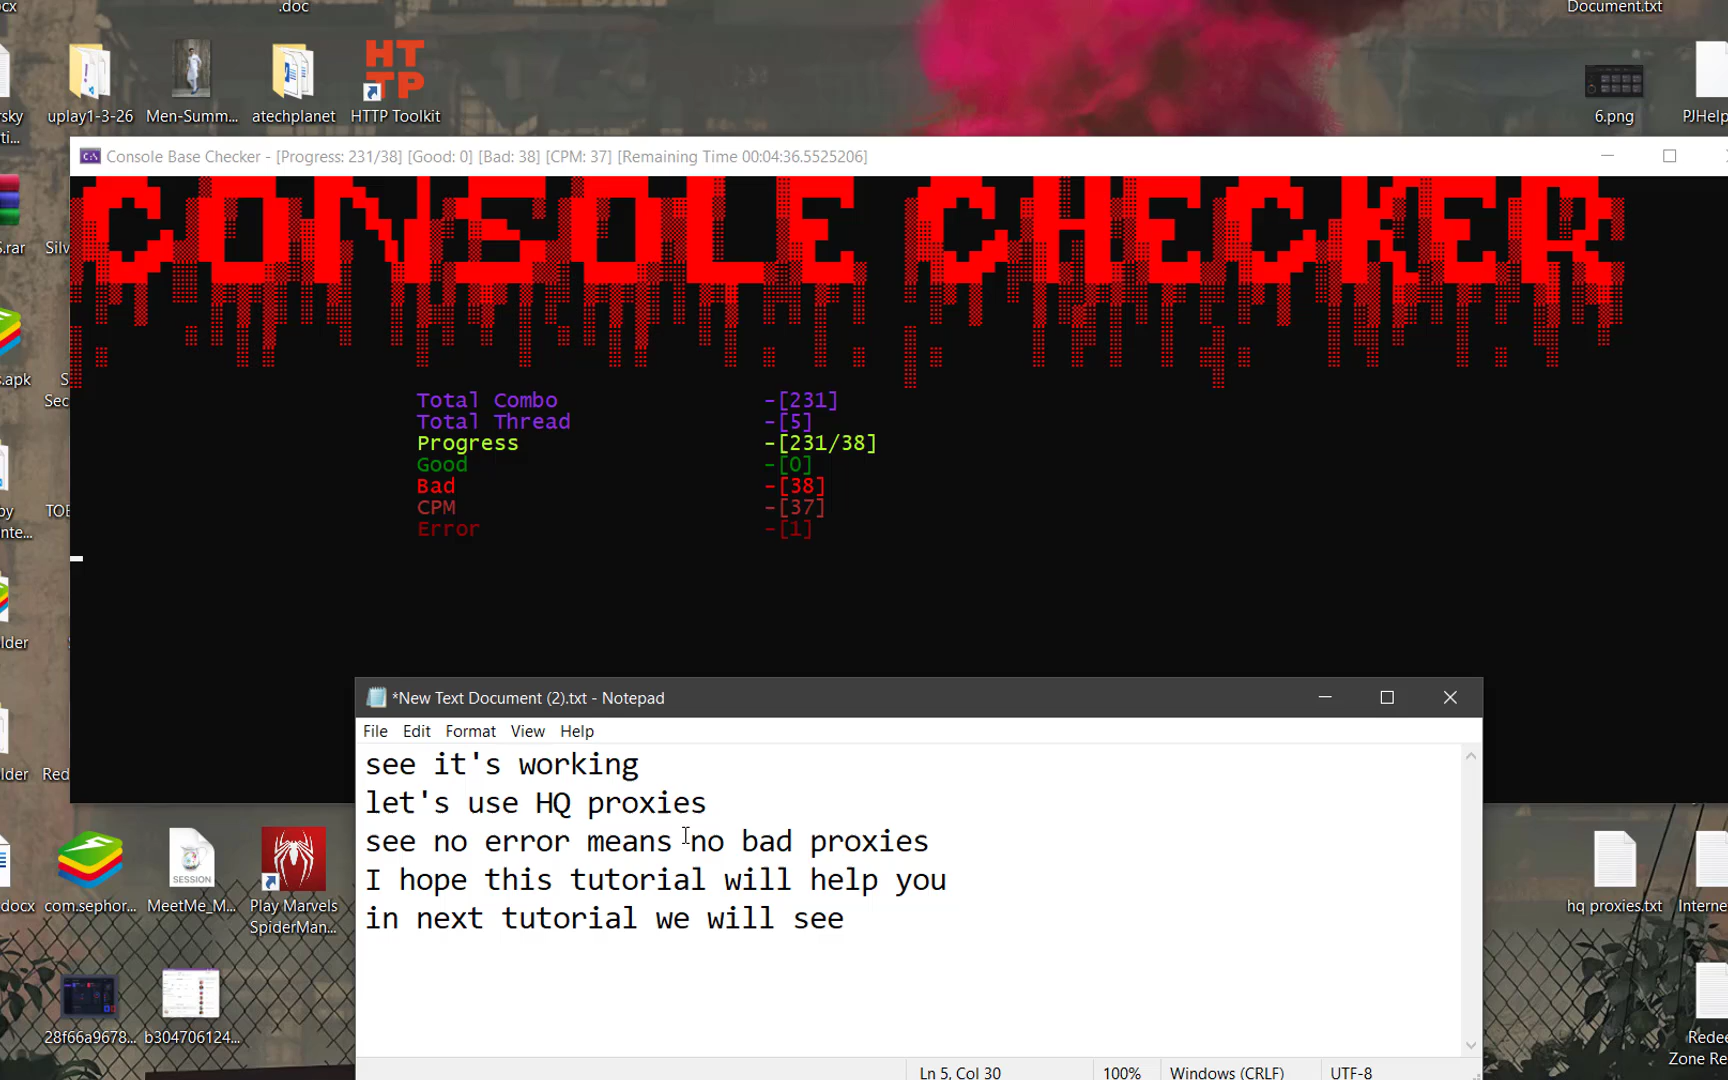 cx
.doc
Document.txt
rsky
ti...
uplay1-3-26
Men-Summ...
atechplanet
HT
TP
HTTP Toolkit
6.png
PJHelp
Console Base Checker - [Progress: 231/38] [Good: 0] [Bad: 38] [CPM: 37] [Remaining Time 00:04:36.5525206]
CONSOLE CHECKER
S.rar
Silv
s.apk
S
Sec
Total Combo -[231]
Total Thread -[5]
Progress -[231/38]
Good -[0]
Bad -[38]
CPM -[37]
Error -[1]
by
nte...
TOE
lder
lder
Red
*New Text Document (2).txt - Notepad
File Edit Format View Help
see it's working
let's use HQ proxies
see no error means no bad proxies
I hope this tutorial will help you
in next tutorial we will see
SESSION
docx
com.sephor...
MeetMe_M...
Play Marvels
SpiderMan...
hq proxies.txt
Interne
28f66a9678...
b304706124...
Redee
Zone Re
Ln 5, Col 30
100%
Windows (CRLF)
UTF-8